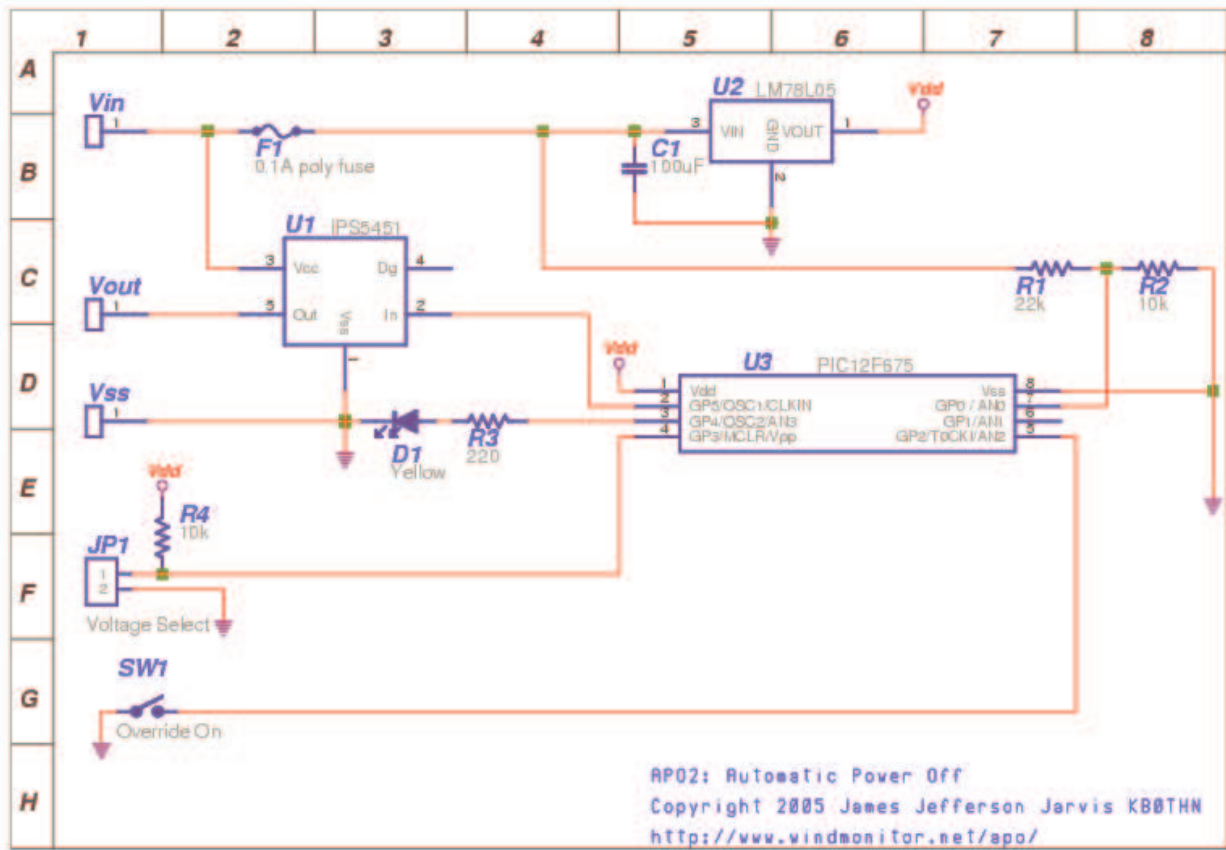 1 2 3 4 5 6 7 8
A
B
C
D
E
F
G
H
Vin
1
F1
0.1A poly fuse
U2 LM78L05
3 VIN GND VOUT 1
2
Vdd
C1
100uF
U1 IPS5451
3 Vcc Dg 4
5 Out Vss In 2
1
Vout
1
R1
22k
R2
10k
Vss
1
D1
Yellow
R3
220
Vdd
U3 PIC12F675
1 Vdd Vss 8
2 GP5/OSC1/CLKIN GP0/AN0 7
3 GP4/OSC2/AN3 GP1/AN1 6
4 GP3/MCLR/Vpp GP2/T0CKI/AN2 5
Vdd
R4
10k
JP1
1
2
Voltage Select
SW1
Override On
APO2: Automatic Power Off
Copyright 2005 James Jefferson Jarvis KB0THN
http://www.windmonitor.net/apo/